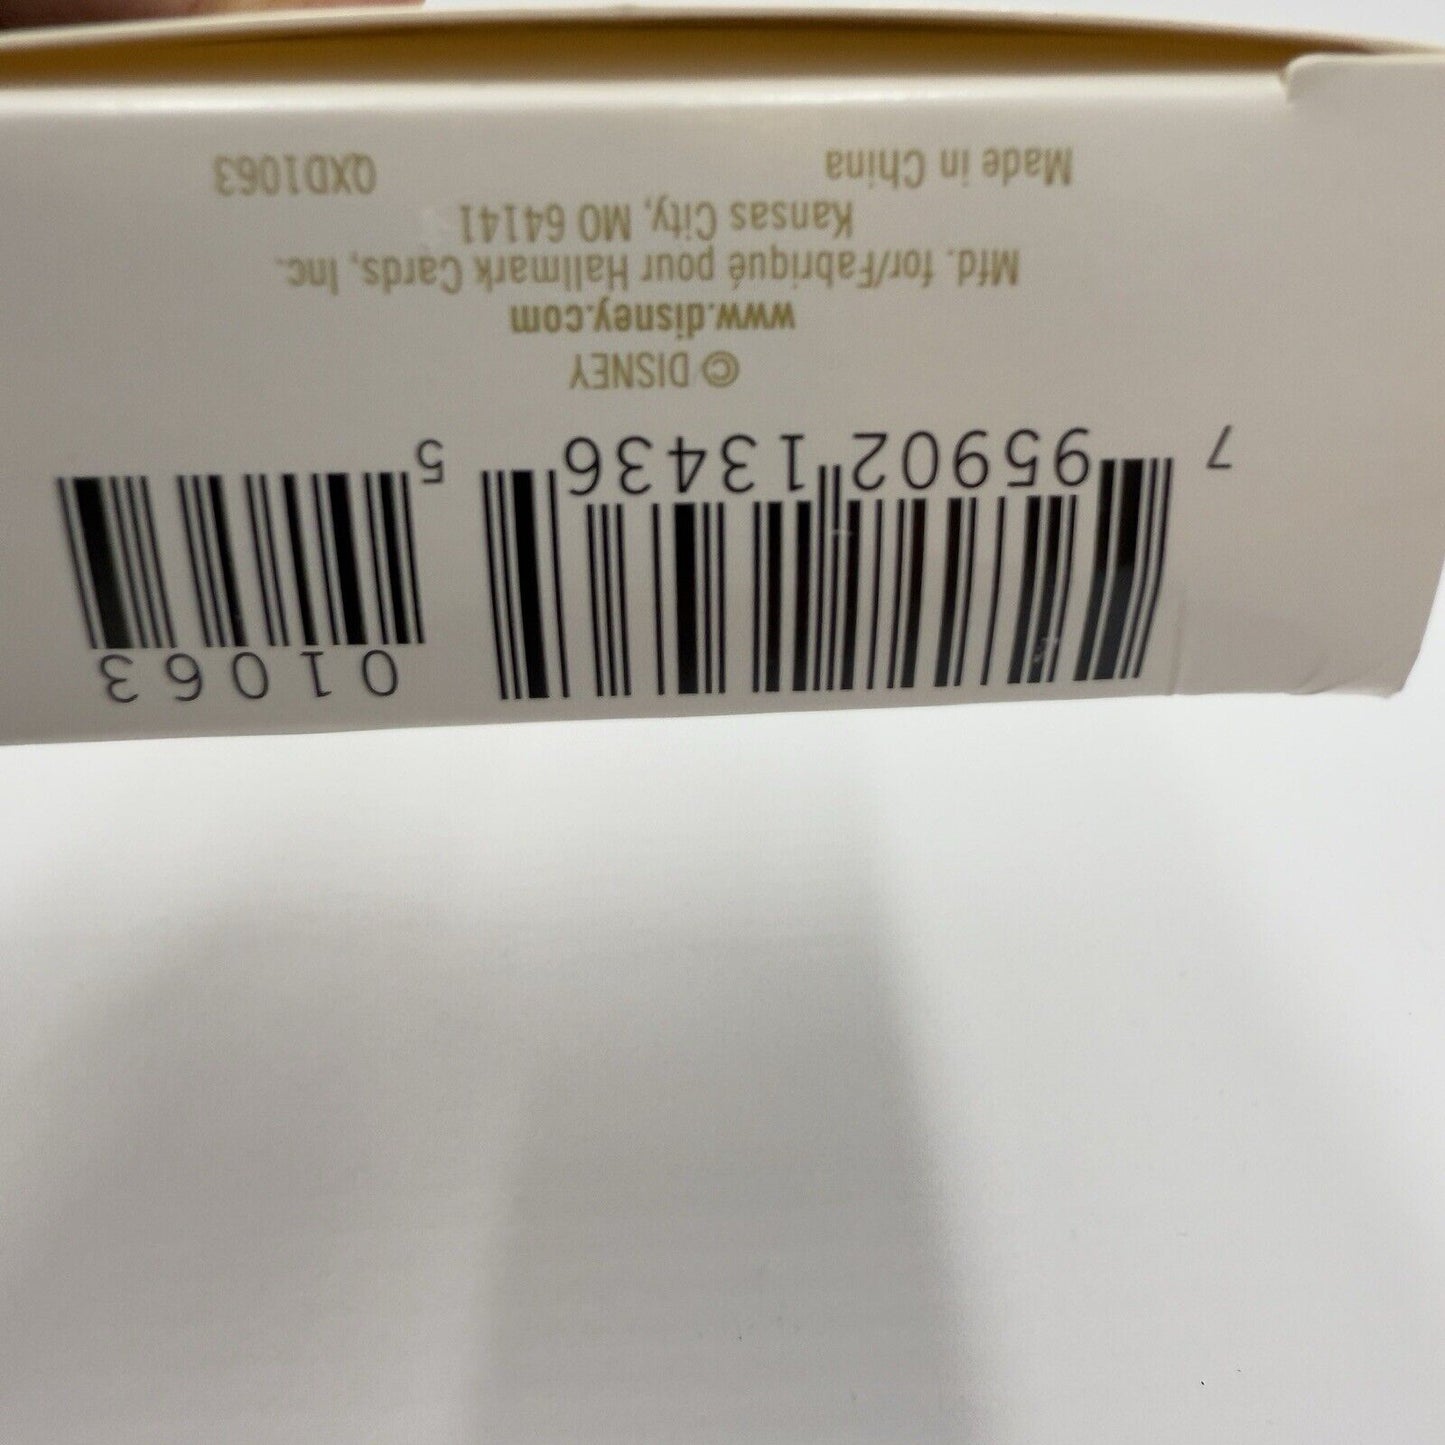 01063
7 95902 13436 5
© DISNEY
www.disney.com
Mfd. for/Fabriqué pour Hallmark Cards, Inc.
Kansas City, MO 64141
Made in China QXD1063